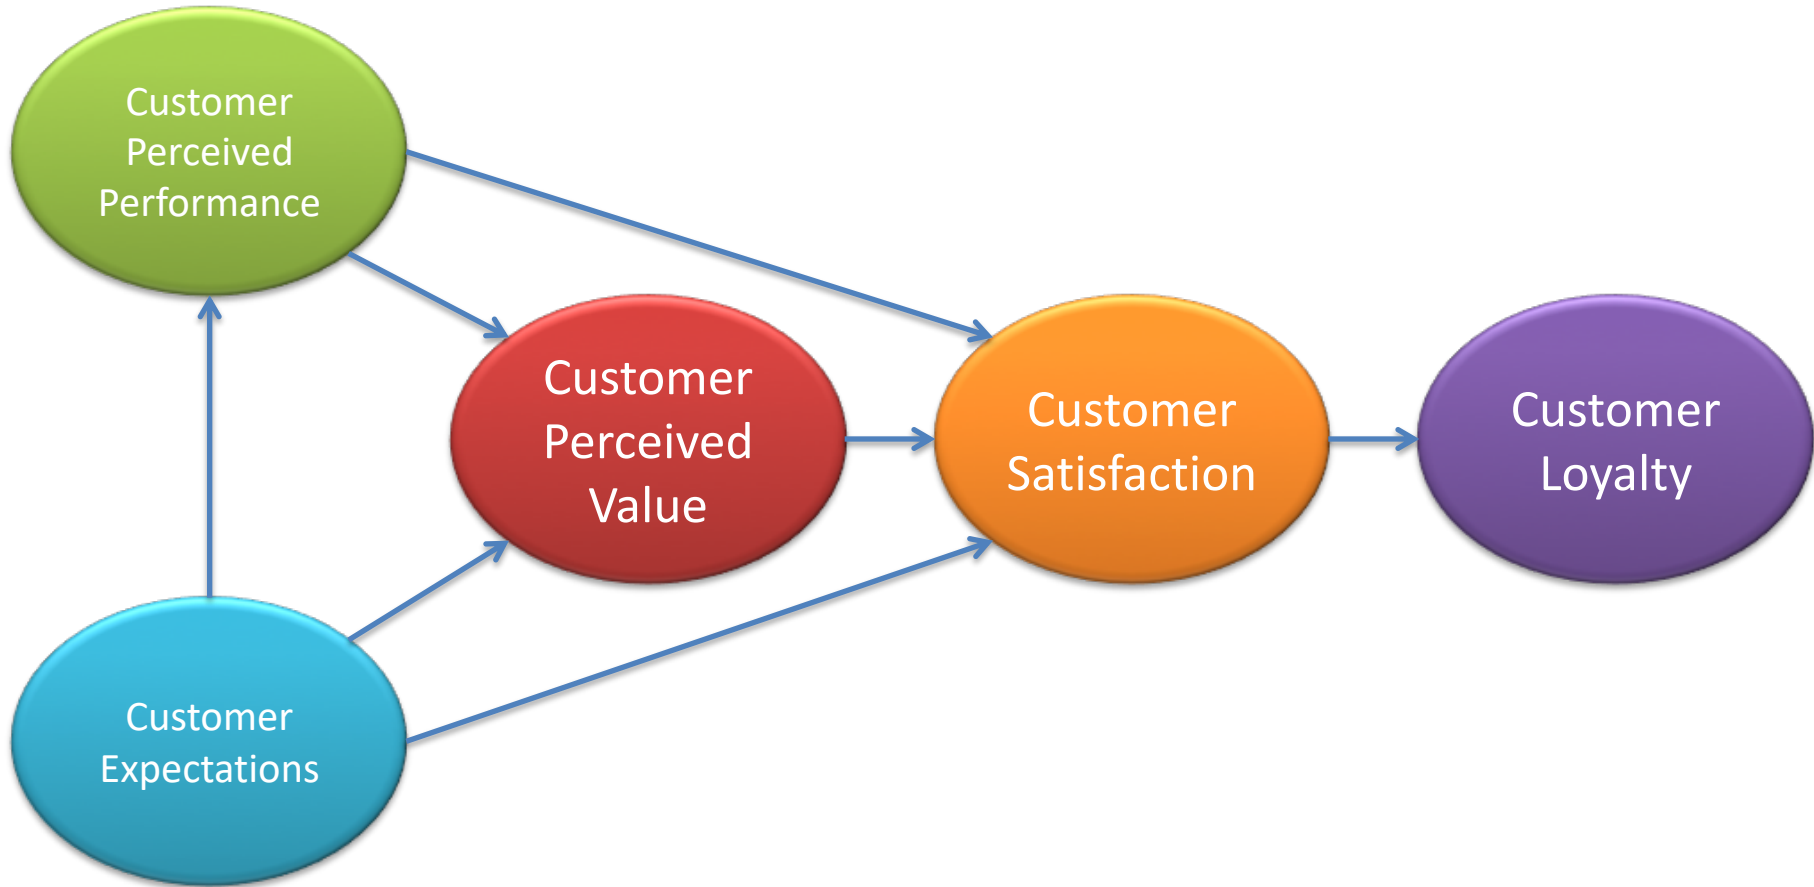 Customer
Perceived
Performance
Customer
Perceived
Value
Customer
Satisfaction
Customer
Loyalty
Customer
Expectations